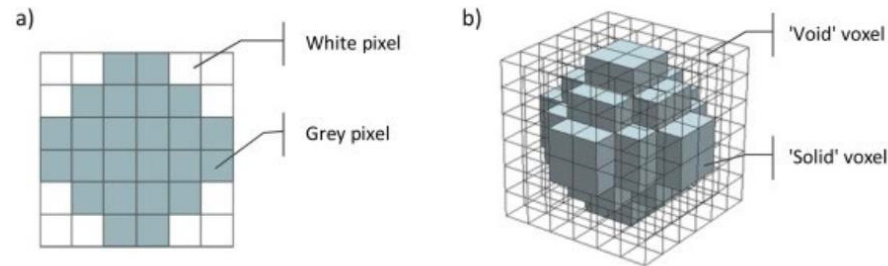 a)
White pixel
Grey pixel
b)
'Void' voxel
'Solid' voxel